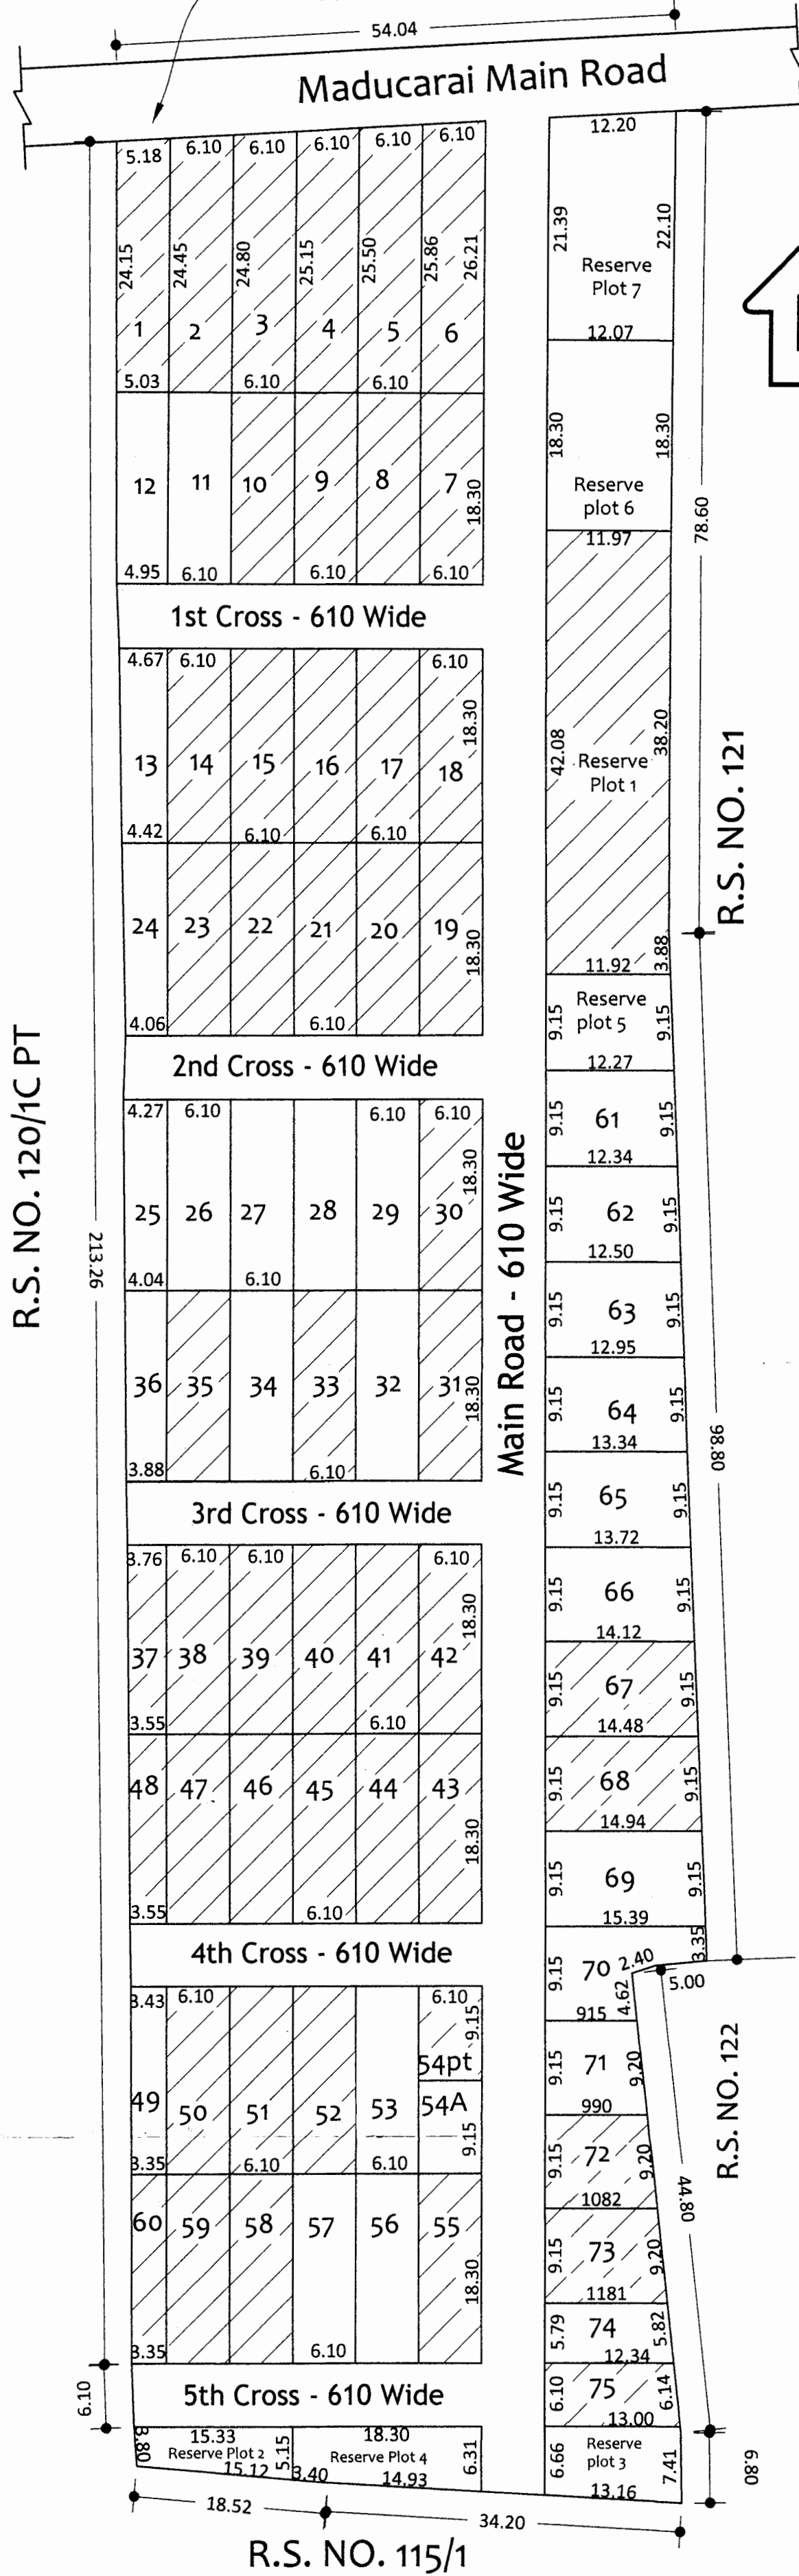 54.04
Maducarai Main Road
5.18 6.10 6.10 6.10 6.10 6.10
24.15 24.45 24.80 25.15 25.50 25.86 26.21
1 2 3 4 5 6
5.03 6.10 6.10
12 11 10 9 8 7
18.30
4.95 6.10 6.10 6.10
1st Cross - 610 Wide
4.67 6.10 6.10
18.30
13 14 15 16 17 18
4.42 6.10 6.10
24 23 22 21 20 19
18.30
4.06 6.10
2nd Cross - 610 Wide
4.27 6.10 6.10 6.10
18.30
25 26 27 28 29 30
4.04 6.10
36 35 34 33 32 31
18.30
3.88 6.10
3rd Cross - 610 Wide
3.76 6.10 6.10 6.10
18.30
37 38 39 40 41 42
3.55 6.10
48 47 46 45 44 43
18.30
3.55 6.10
4th Cross - 610 Wide
3.43 6.10 6.10
9.15
54pt
49 50 51 52 53 54A
9.15
3.35 6.10 6.10
60 59 58 57 56 55
18.30
3.35 6.10
5th Cross - 610 Wide
3.80 15.33 5.15 18.30 6.31
Reserve Plot 2 Reserve Plot 4
15.12 3.40 14.93
18.52
34.20
R.S. NO. 115/1
R.S. NO. 120/1C PT
213.26
6.10
Main Road - 610 Wide
12.20
21.39 22.10
Reserve
Plot 7
12.07
18.30 18.30
Reserve
plot 6
11.97
42.08 38.20
Reserve
Plot 1
11.92 3.88
Reserve
9.15 plot 5 9.15
12.27
9.15 61 9.15
12.34
9.15 62 9.15
12.50
9.15 63 9.15
12.95
9.15 64 9.15
13.34
9.15 65 9.15
13.72
9.15 66 9.15
14.12
9.15 67 9.15
14.48
9.15 68 9.15
14.94
9.15 69 9.15
15.39
9.15 70 2.40 3.35
4.62 5.00
915
9.15 71 9.20
990
9.15 72 9.20
1082
9.15 73 9.20
1181
5.79 74 5.82
12.34
6.10 75 6.14
13.00
Reserve
6.66 plot 3 7.41
13.16
78.60
R.S. NO. 121
98.80
R.S. NO. 122
44.80
6.80